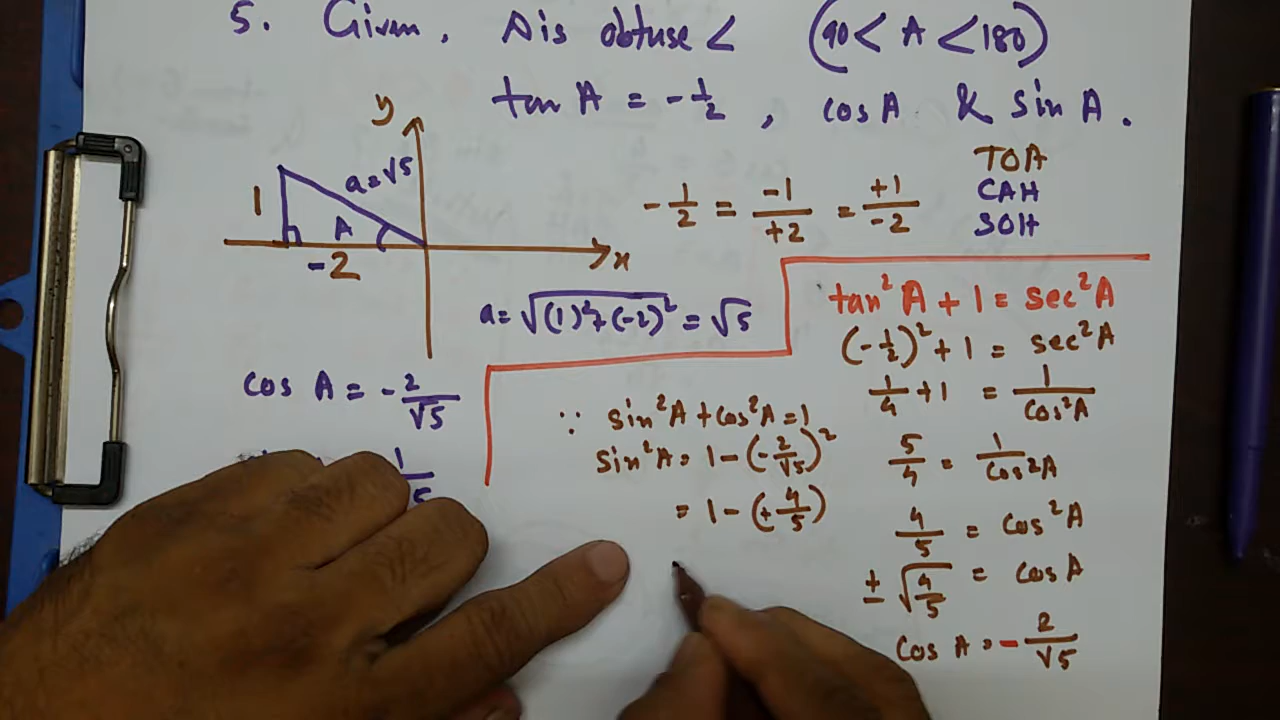 5. Given, A is obtuse < (90 < A < 180)
tan A = -1/2, cos A & sin A.
y
1
a=√5
A
-2
x
-1/2 = -1/+2 = +1/-2
TOA
CAH
SOH
a = √(1)²+(-2)² = √5
cos A = -2/√5
1/5
tan²A + 1 = sec²A
(-1/2)² + 1 = sec²A
1/4 + 1 = 1/cos²A
5/4 = 1/cos²A
4/5 = cos²A
± √4/5 = cos A
cos A = -2/√5
∵ sin²A + cos²A = 1
sin²A = 1 - (-2/√5)²
= 1 - (+4/5)